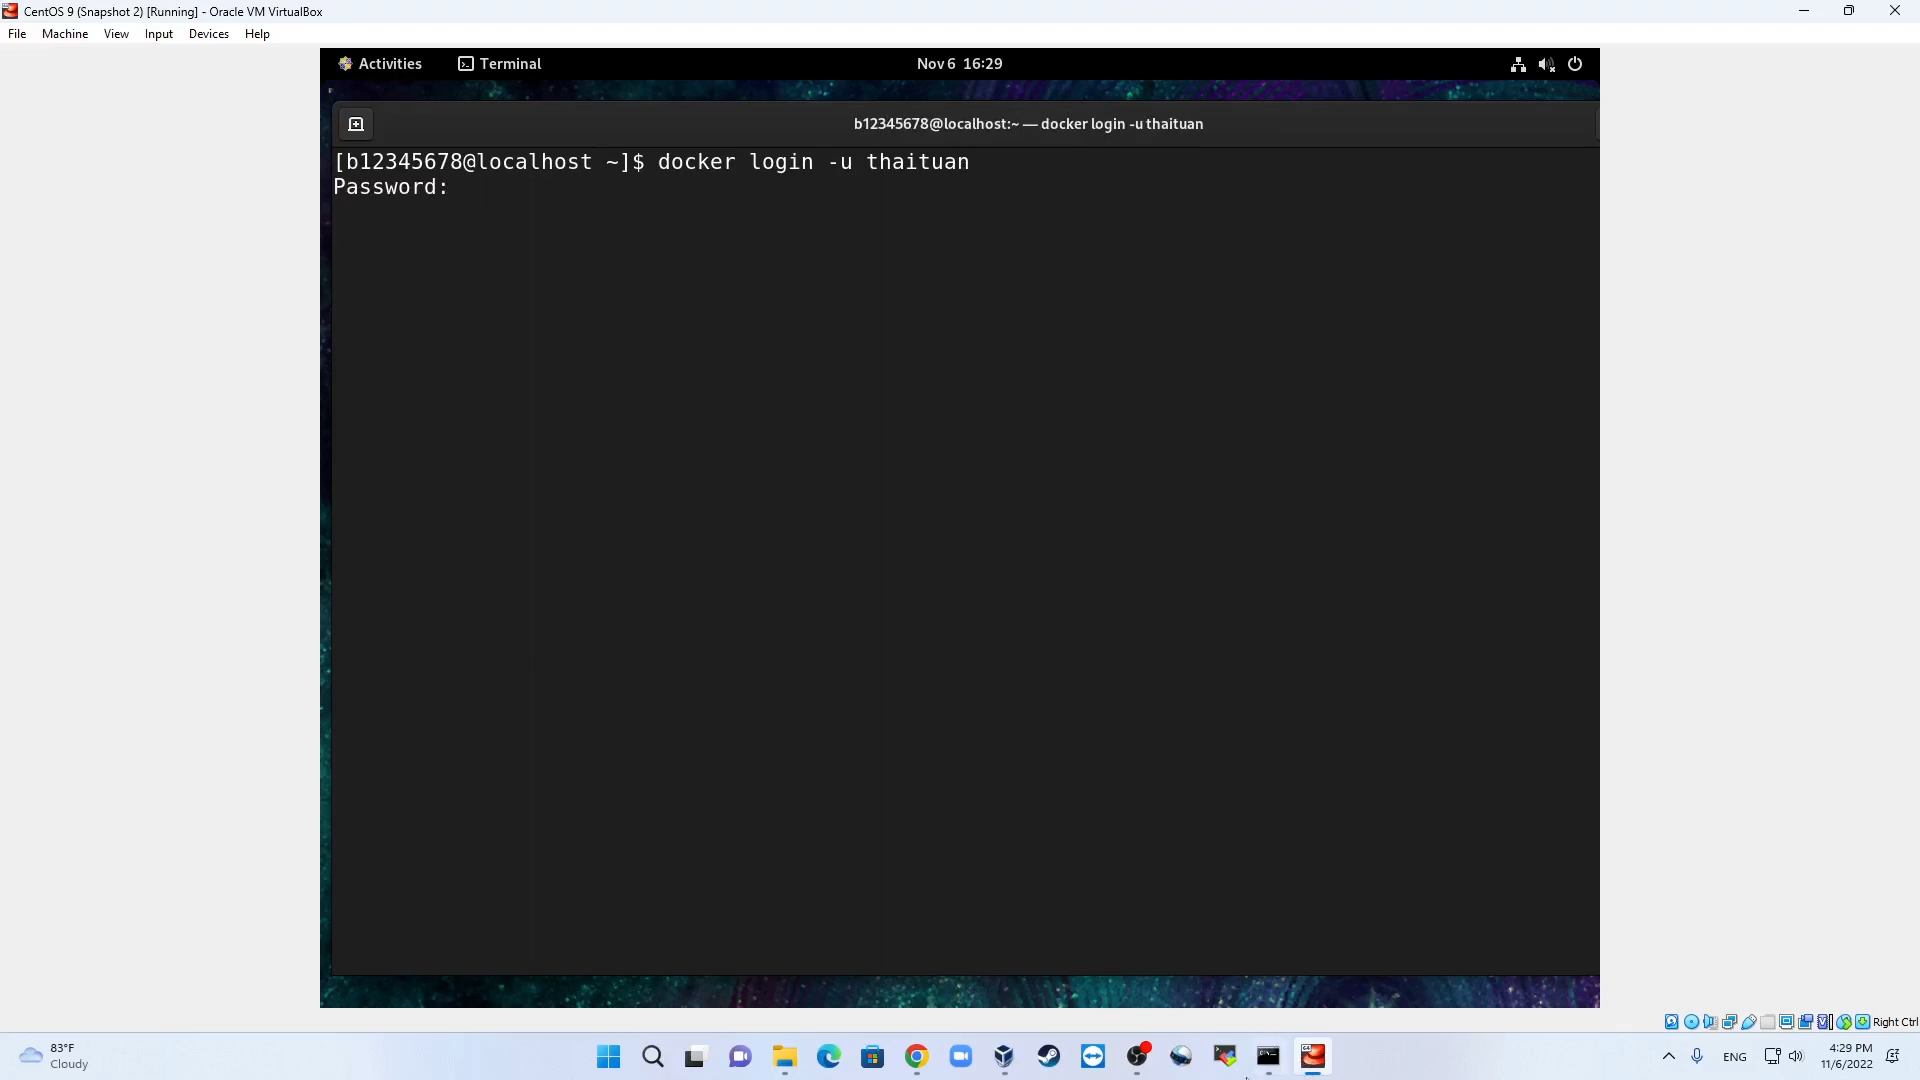 CentOS 9 (Snapshot 2) [Running] - Oracle VM VirtualBox
File Machine View Input Devices Help
Activities Terminal Nov 6 16:29
b12345678@localhost:~ — docker login -u thaituan
[b12345678@localhost ~]$ docker login -u thaituan
Password:
Right Ctrl
83°F
Cloudy
ENG
4:29 PM
11/6/2022